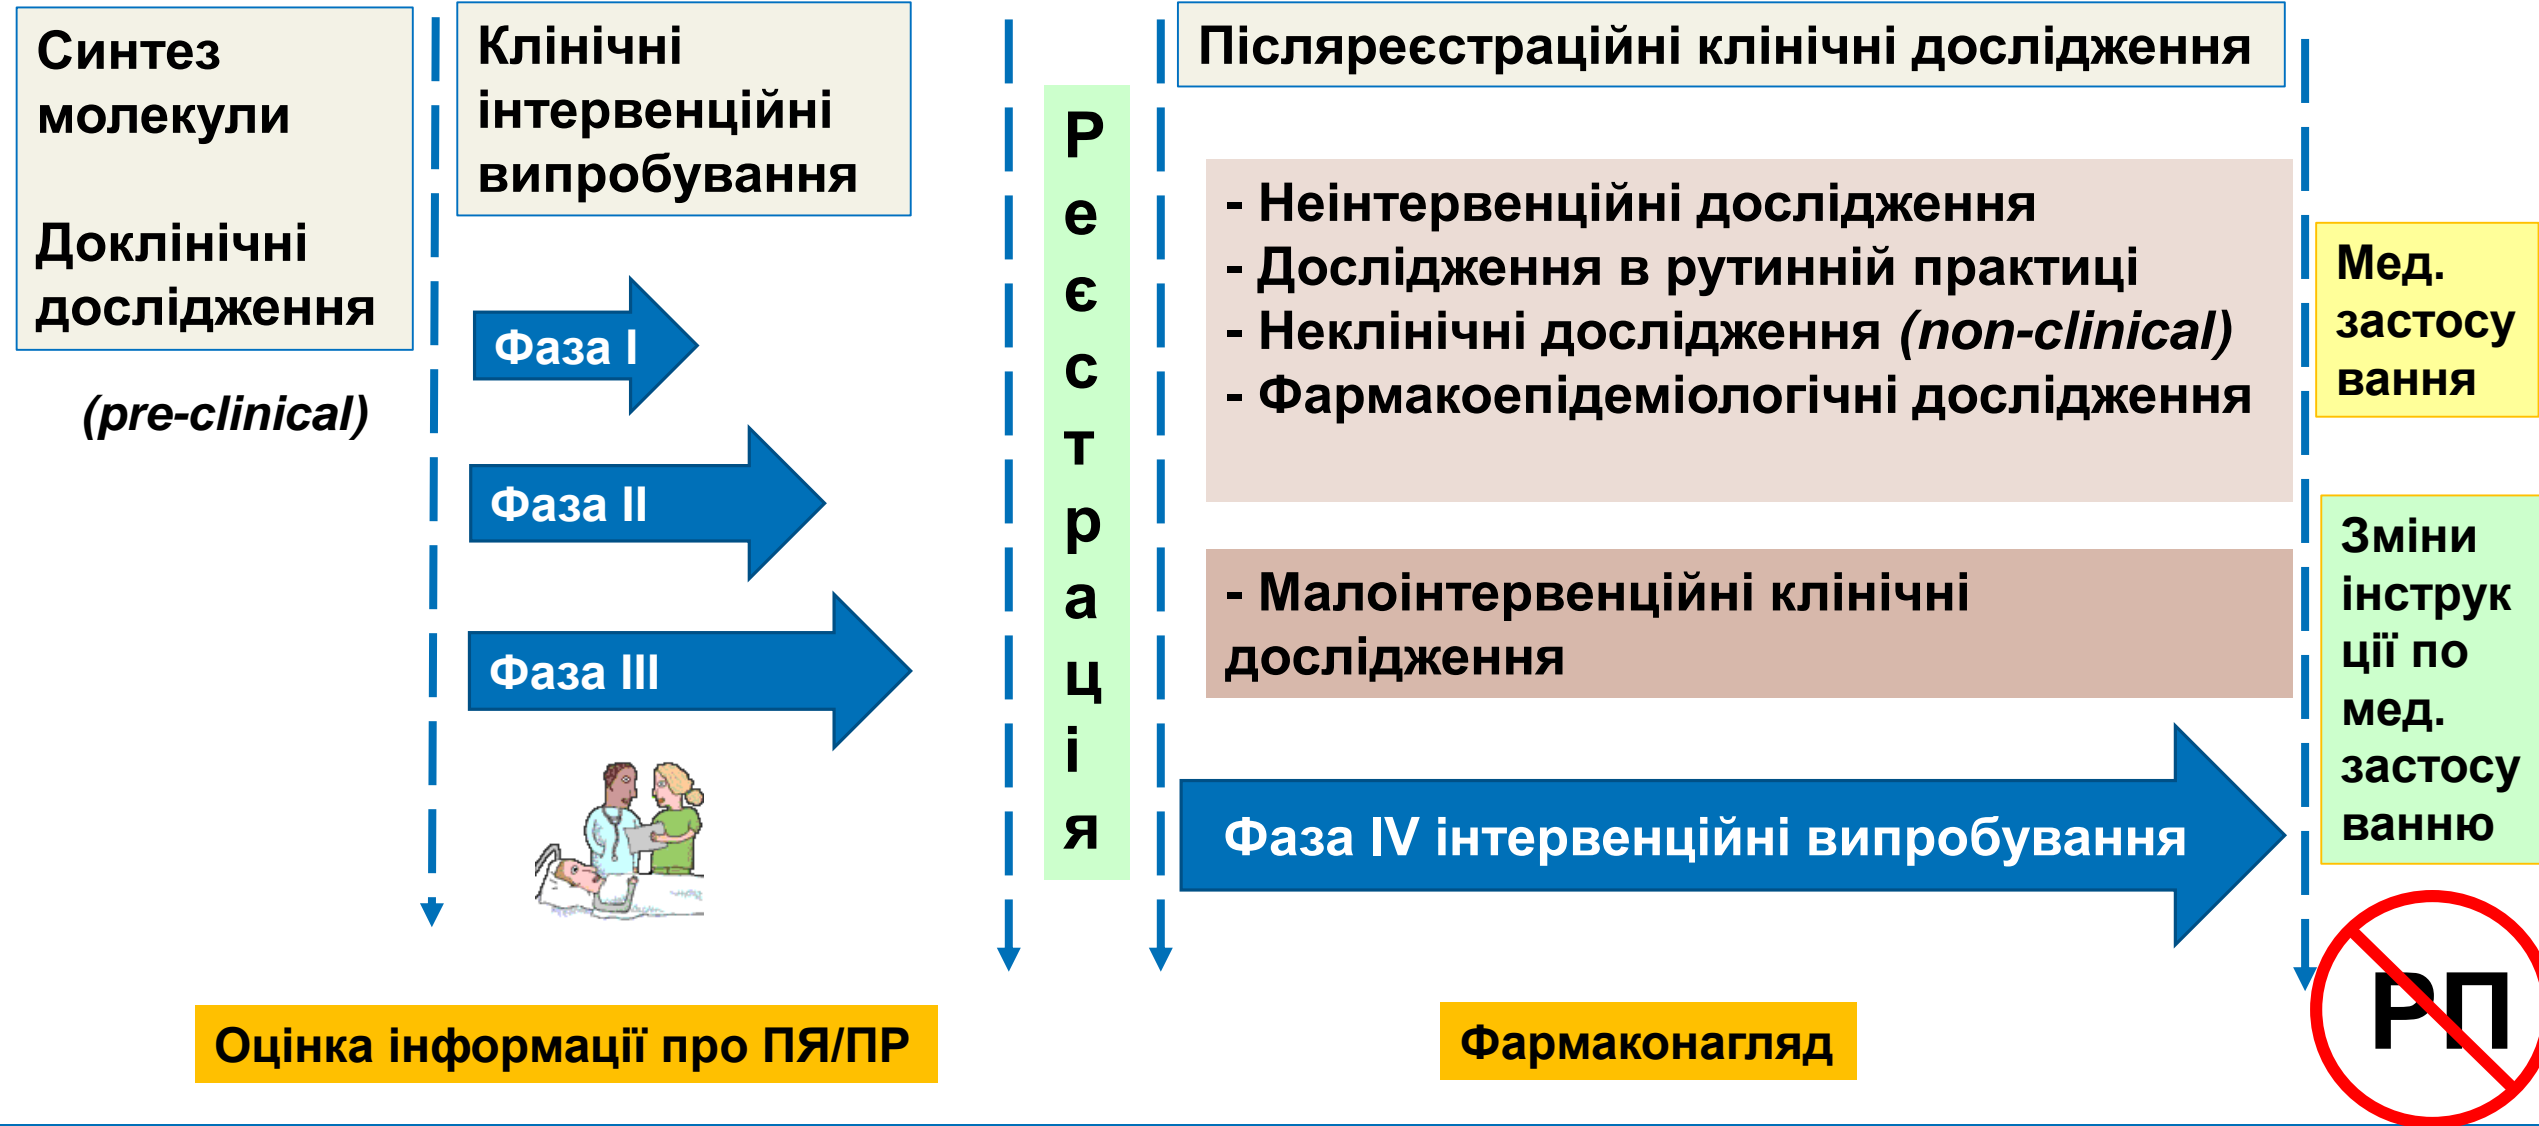 Синтез
молекули
Доклінічні
дослідження
(pre-clinical)
Клінічні
інтервенційні
випробування
Фаза I
Фаза II
Фаза III
Реєстрація
Післяреєстраційні клінічні дослідження
- Неінтервенційні дослідження
- Дослідження в рутинній практиці
- Неклінічні дослідження (non-clinical)
- Фармакоепідеміологічні дослідження
- Малоінтервенційні клінічні
дослідження
Фаза IV інтервенційні випробування
Мед.
застосу
вання
Зміни
інструк
ції по
мед.
застосу
ванню
РП
Оцінка інформації про ПЯ/ПР
Фармаконагляд